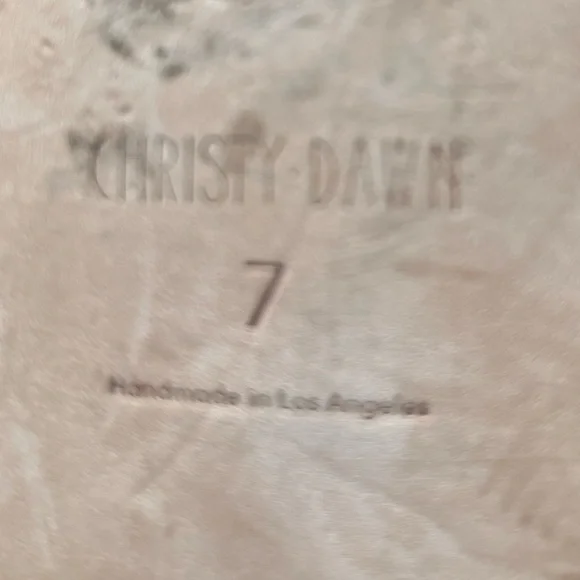 CHRISTY DAWN
7
Handmade in Los Angeles